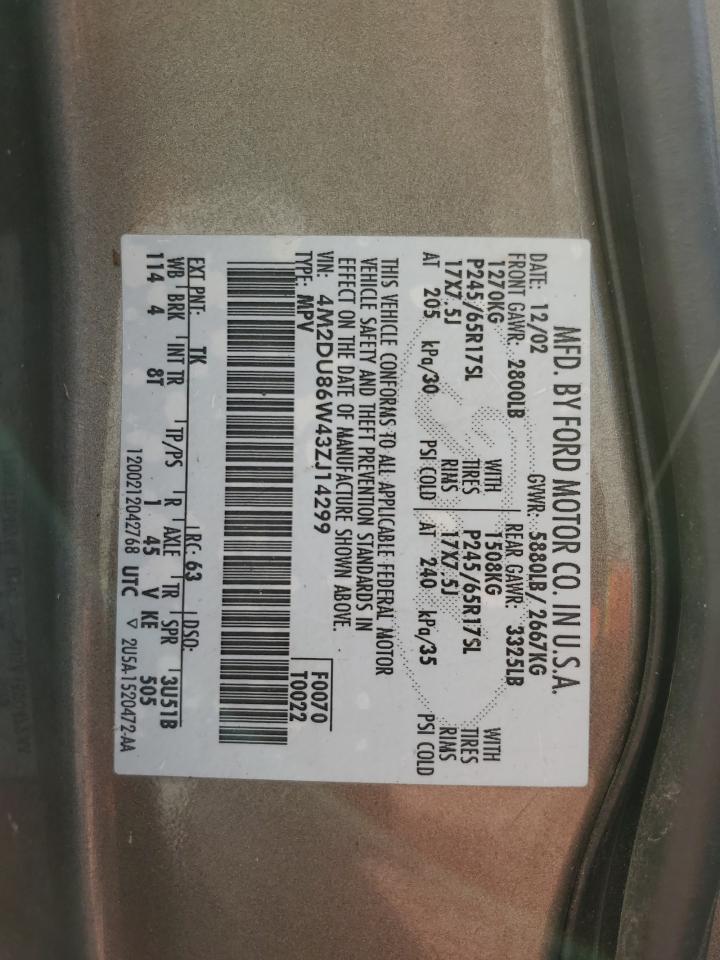 MFD. BY FORD MOTOR CO. IN U.S.A.
DATE: 12/02 GVWR: 5880LB/2667KG
FRONT GAWR: 2800LB REAR GAWR: 3325LB
1270KG WITH 1508KG WITH
P245/65R17SL TIRES P245/65R17SL TIRES
17X7.5J RIMS 17X7.5J RIMS
AT 205 kPa/30 PSI COLD AT 240 kPa/35 PSI COLD
THIS VEHICLE CONFORMS TO ALL APPLICABLE FEDERAL MOTOR
VEHICLE SAFETY AND THEFT PREVENTION STANDARDS IN
EFFECT ON THE DATE OF MANUFACTURE SHOWN ABOVE.
VIN: 4M2DU86W43ZJ14299 F0070
TYPE: MPV T0022
EXT PNT: TK RC: 63 DSO:
WB BRK INT TR TP/PS R AXLE TR SPR 3U51B
114 4 8T 1 45 V KE 505
1200212042768 UTC ▽ 2U5A-1520472-AA